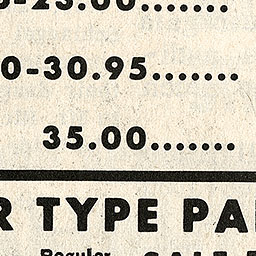 0-30.95.......
35.00.......
R TYPE PA
Regular